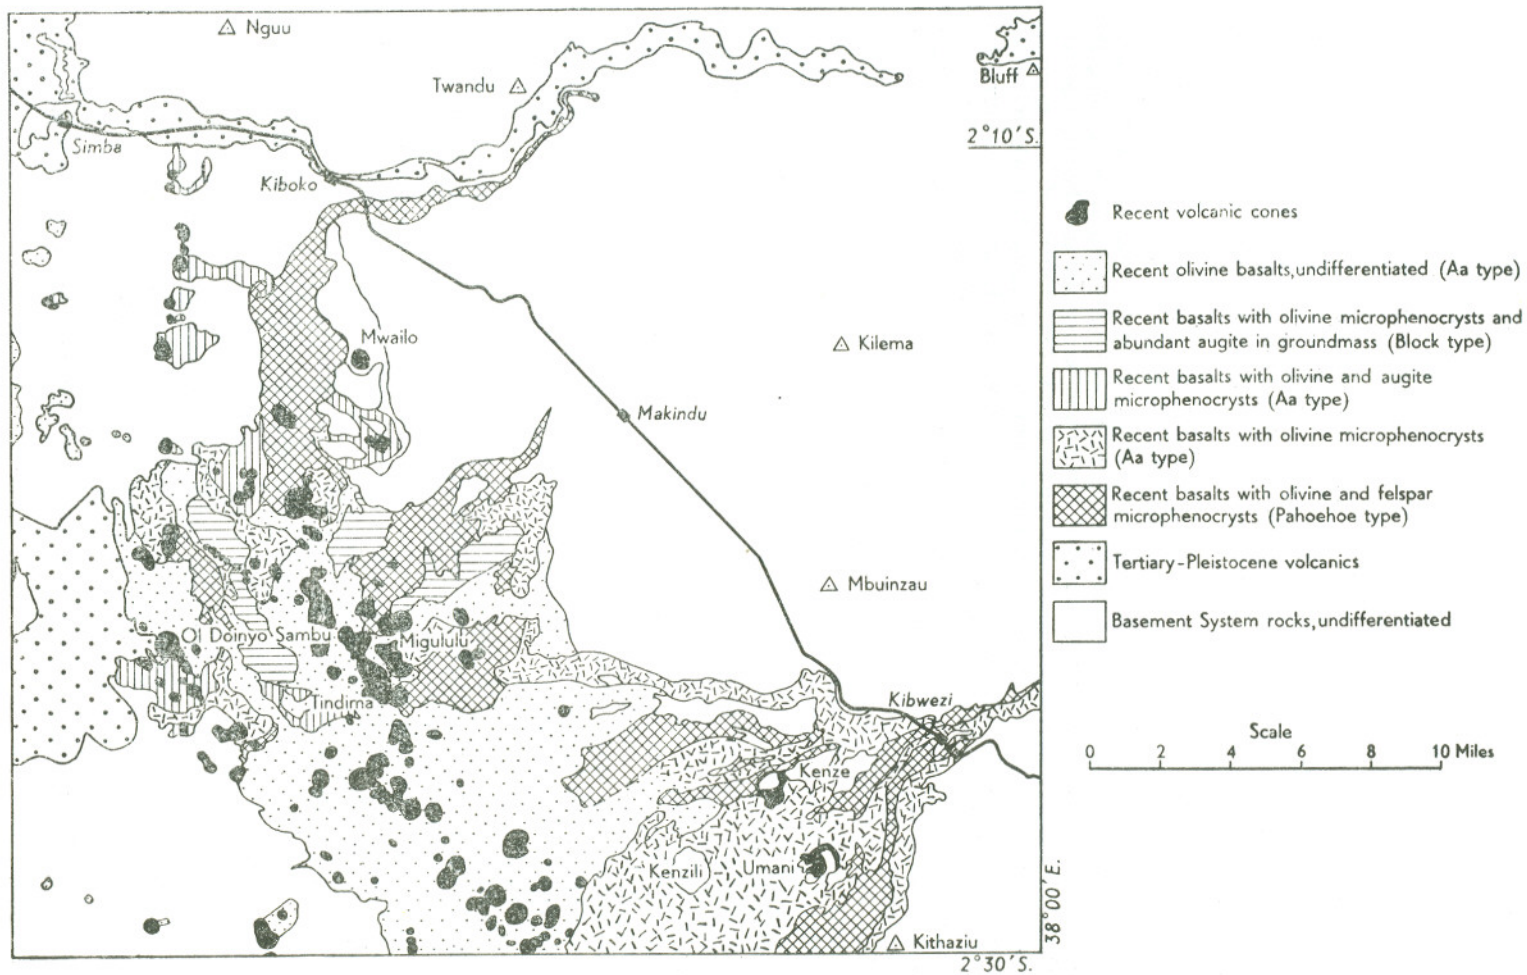 Nguu
Twandu
Bluff
2°10′S.
Simba
Kiboko
Recent volcanic cones
Recent olivine basalts, undifferentiated (Aa type)
Recent basalts with olivine microphenocrysts and
abundant augite in groundmass (Block type)
Mwailo
Kilema
Recent basalts with olivine and augite
microphenocrysts (Aa type)
Makindu
Recent basalts with olivine microphenocrysts
(Aa type)
Recent basalts with olivine and felspar
microphenocrysts (Pahoehoe type)
Tertiary-Pleistocene volcanics
Mbuinzau
Basement System rocks, undifferentiated
Ol Doinyo Sambu
Migululu
Tindima
Kibwezi
Scale
0 2 4 6 8 10 Miles
Kenze
Kenzili
Umani
38°00′E.
Kithaziu
2°30′S.